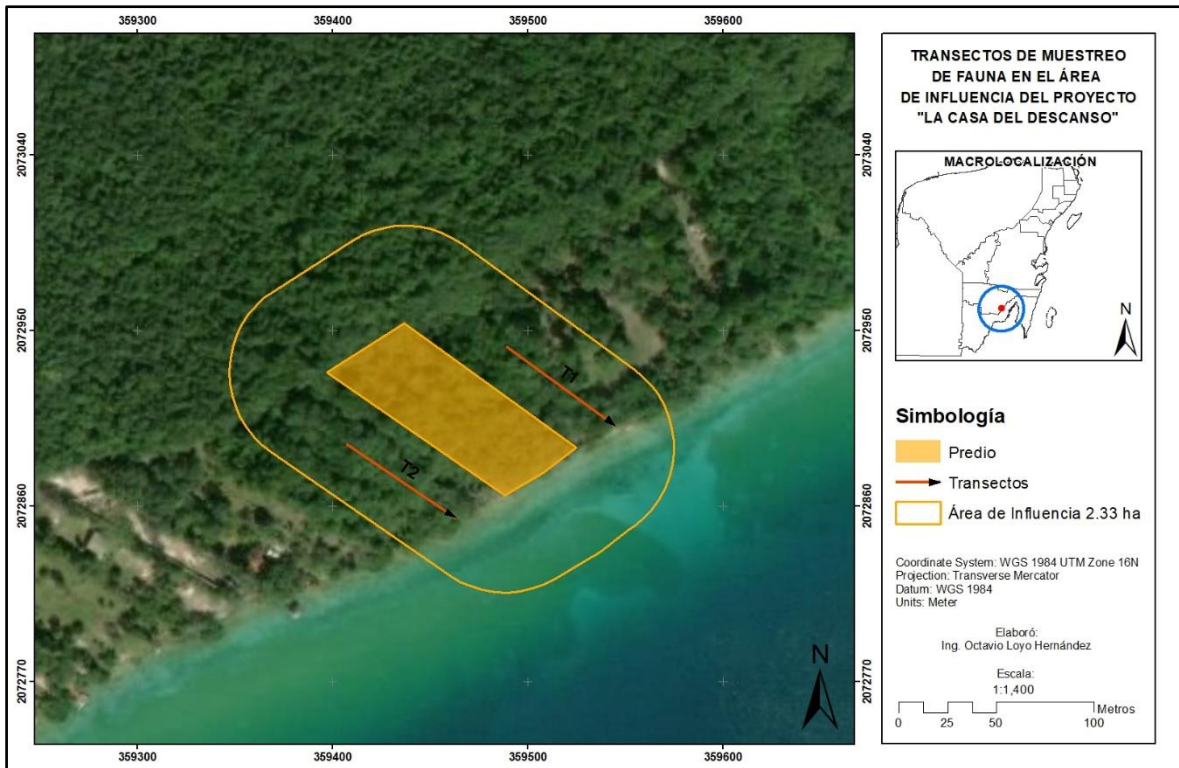 359300 359400 359500 359600
2073040 2073040
2072950 2072950
2072860 2072860
2072770 2072770
T1
T2
N
359300 359400 359500 359600
TRANSECTOS DE MUESTREO
DE FAUNA EN EL ÁREA
DE INFLUENCIA DEL PROYECTO
"LA CASA DEL DESCANSO"
MACROLOCALIZACIÓN
N
Simbología
Predio
Transectos
Área de Influencia 2.33 ha
Coordinate System: WGS 1984 UTM Zone 16N
Projection: Transverse Mercator
Datum: WGS 1984
Units: Meter
Elaboró:
Ing. Octavio Loyo Hernández
Escala:
1:1,400
Metros
0 25 50 100